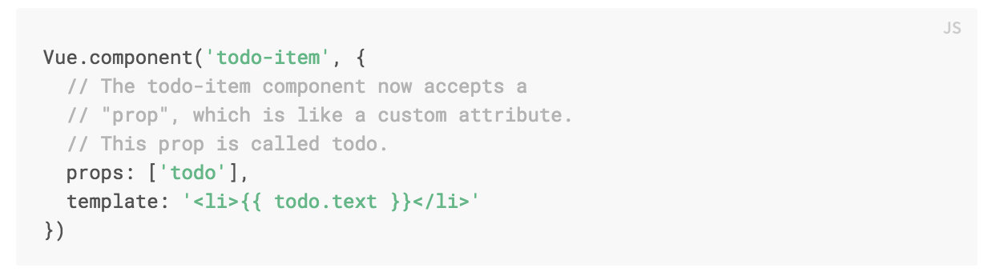 JS
Vue.component('todo-item', {
  // The todo-item component now accepts a
  // "prop", which is like a custom attribute.
  // This prop is called todo.
  props: ['todo'],
  template: '<li>{{ todo.text }}</li>'
})